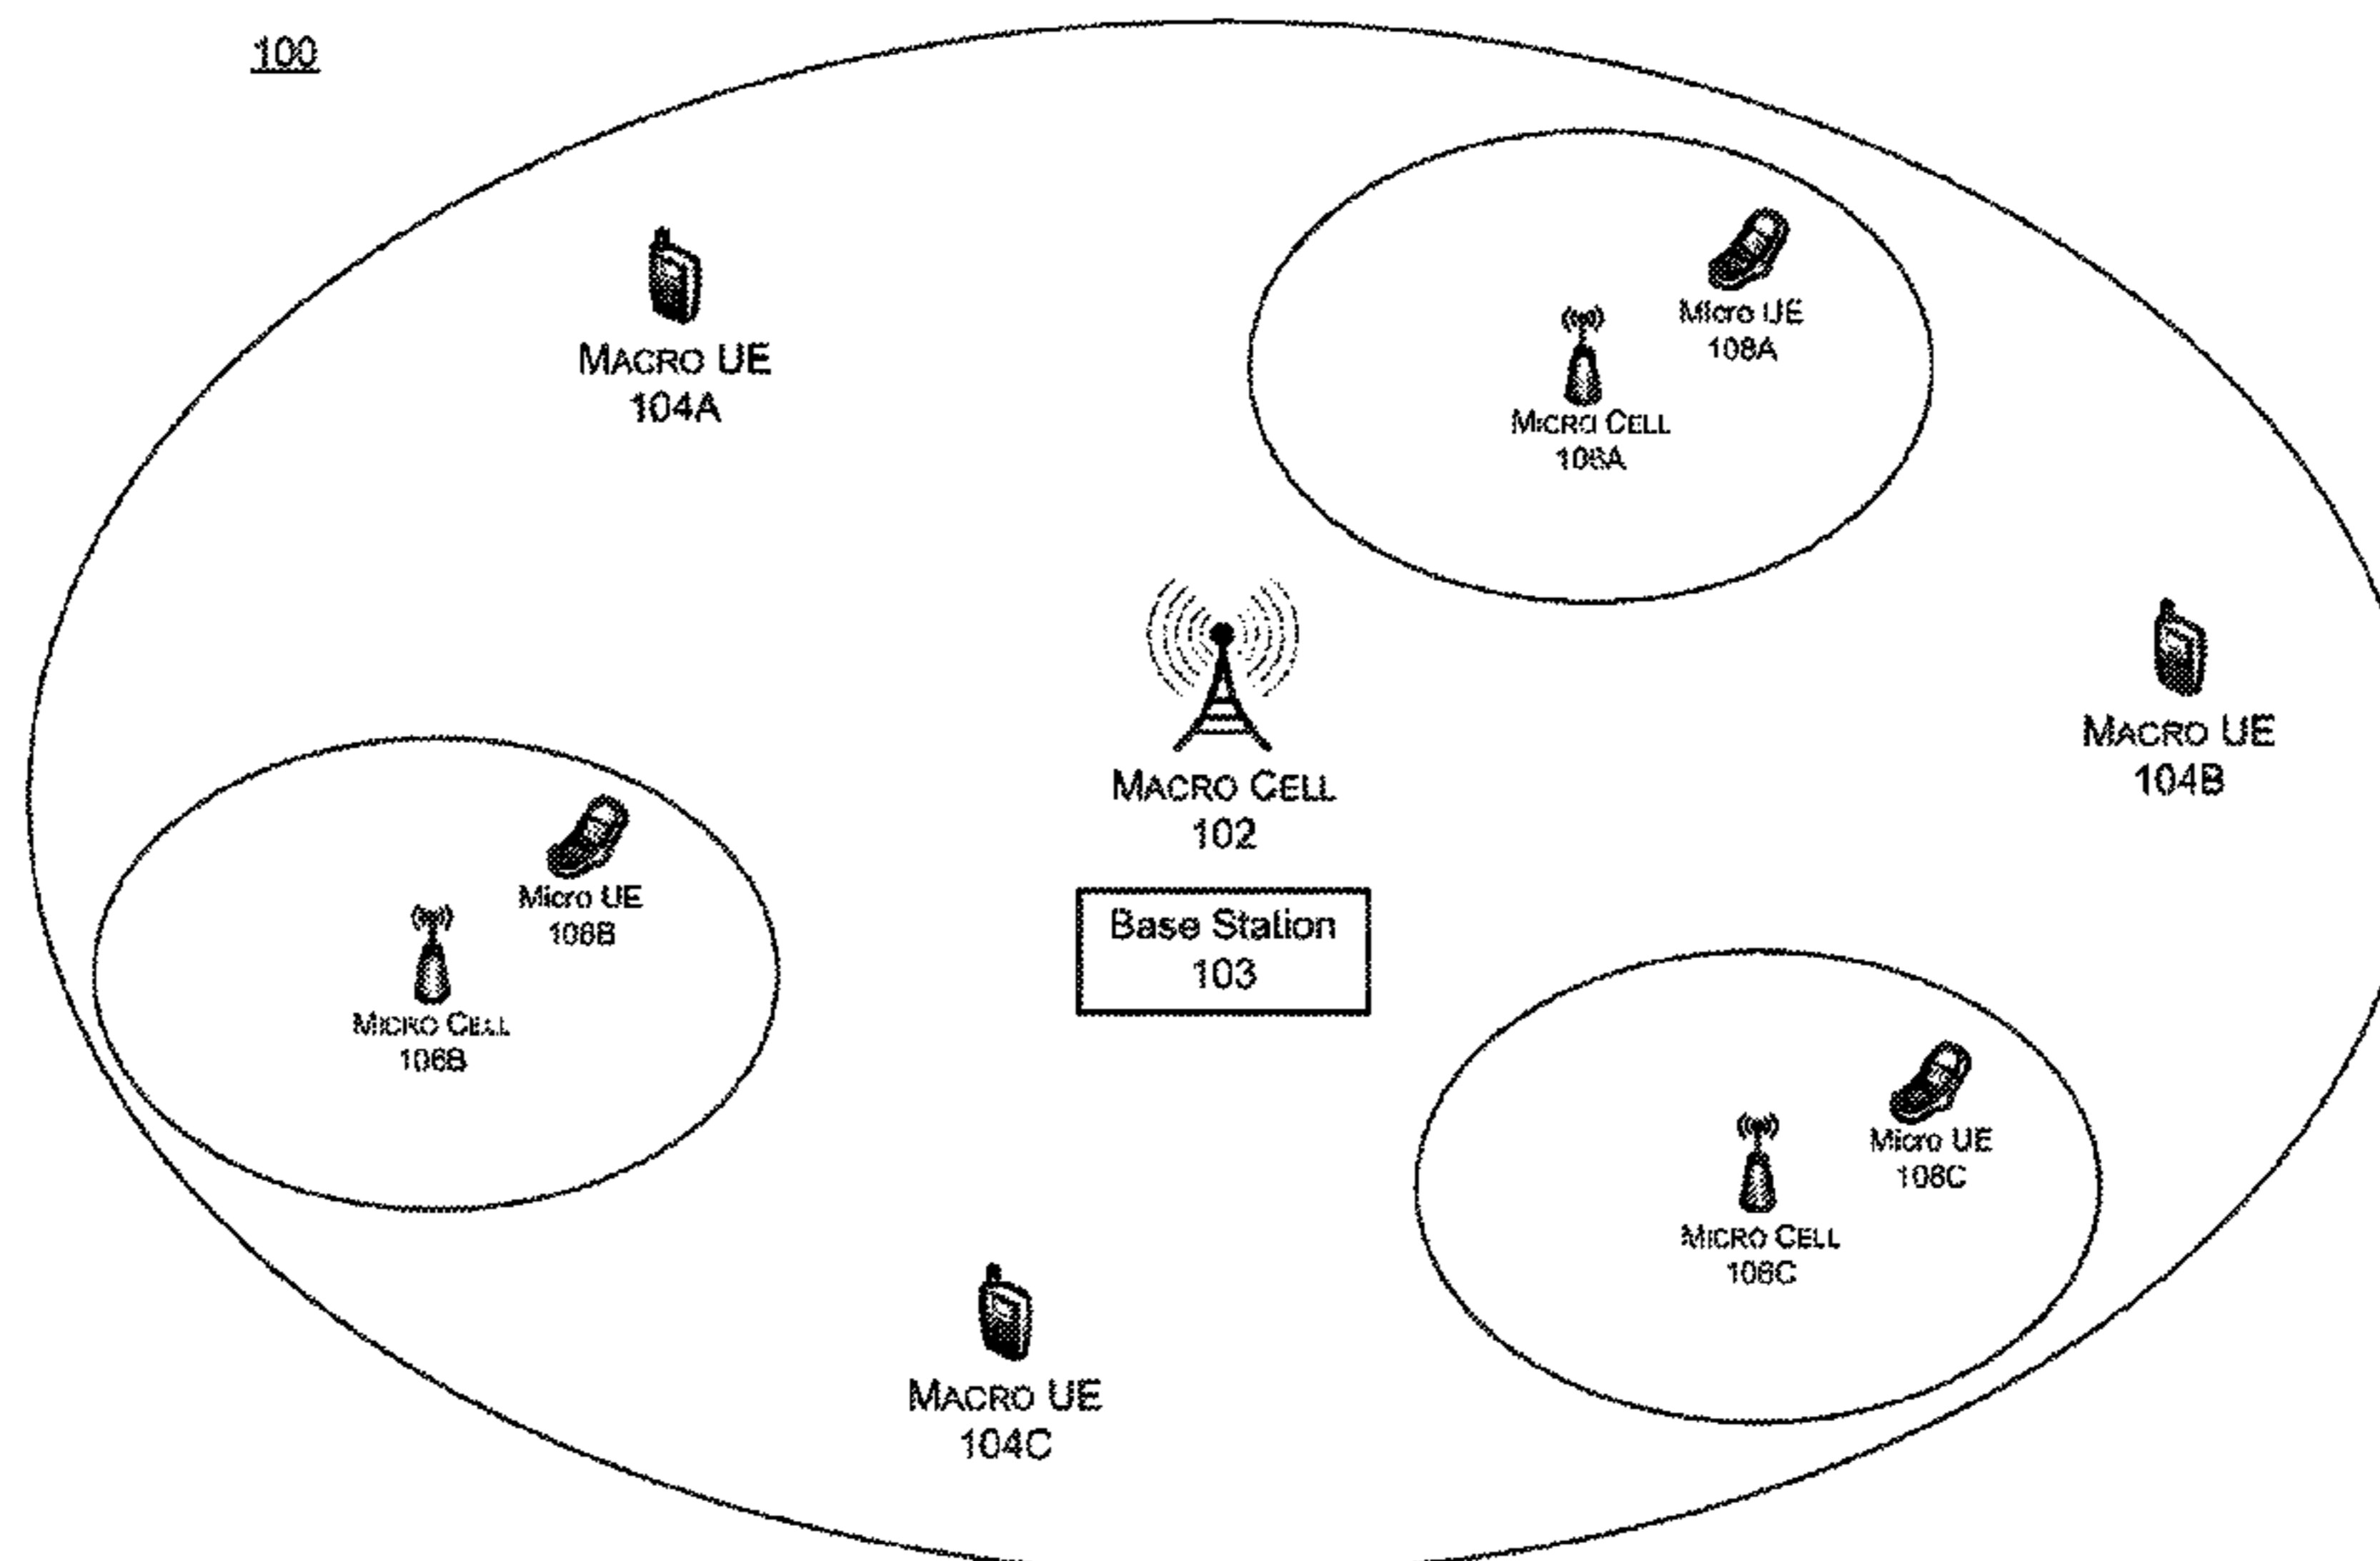 100
MACRO UE
104A
Micro UE
108A
MICRO CELL
106A
MACRO CELL
102
Base Station
103
MACRO UE
104B
Micro UE
108B
MICRO CELL
106B
Micro UE
108C
MICRO CELL
106C
MACRO UE
104C